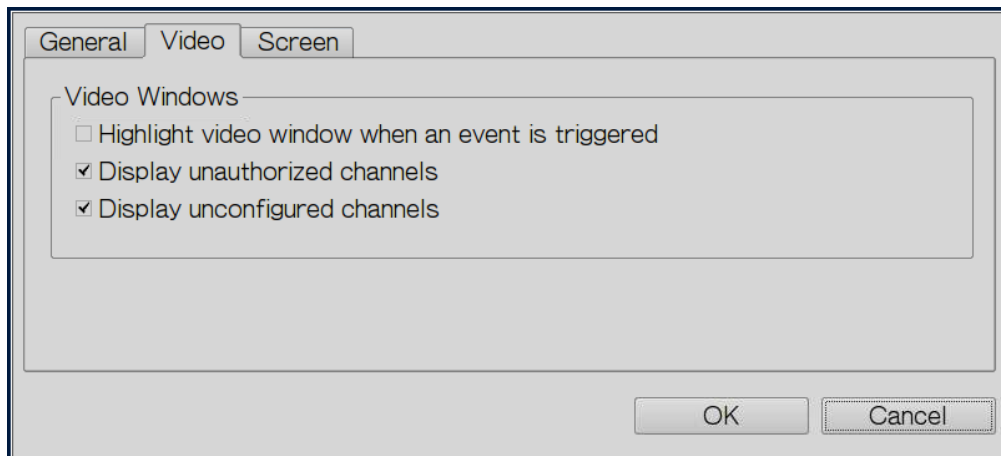 General Video Screen
Video Windows
Highlight video window when an event is triggered
Display unauthorized channels
Display unconfigured channels
OK Cancel